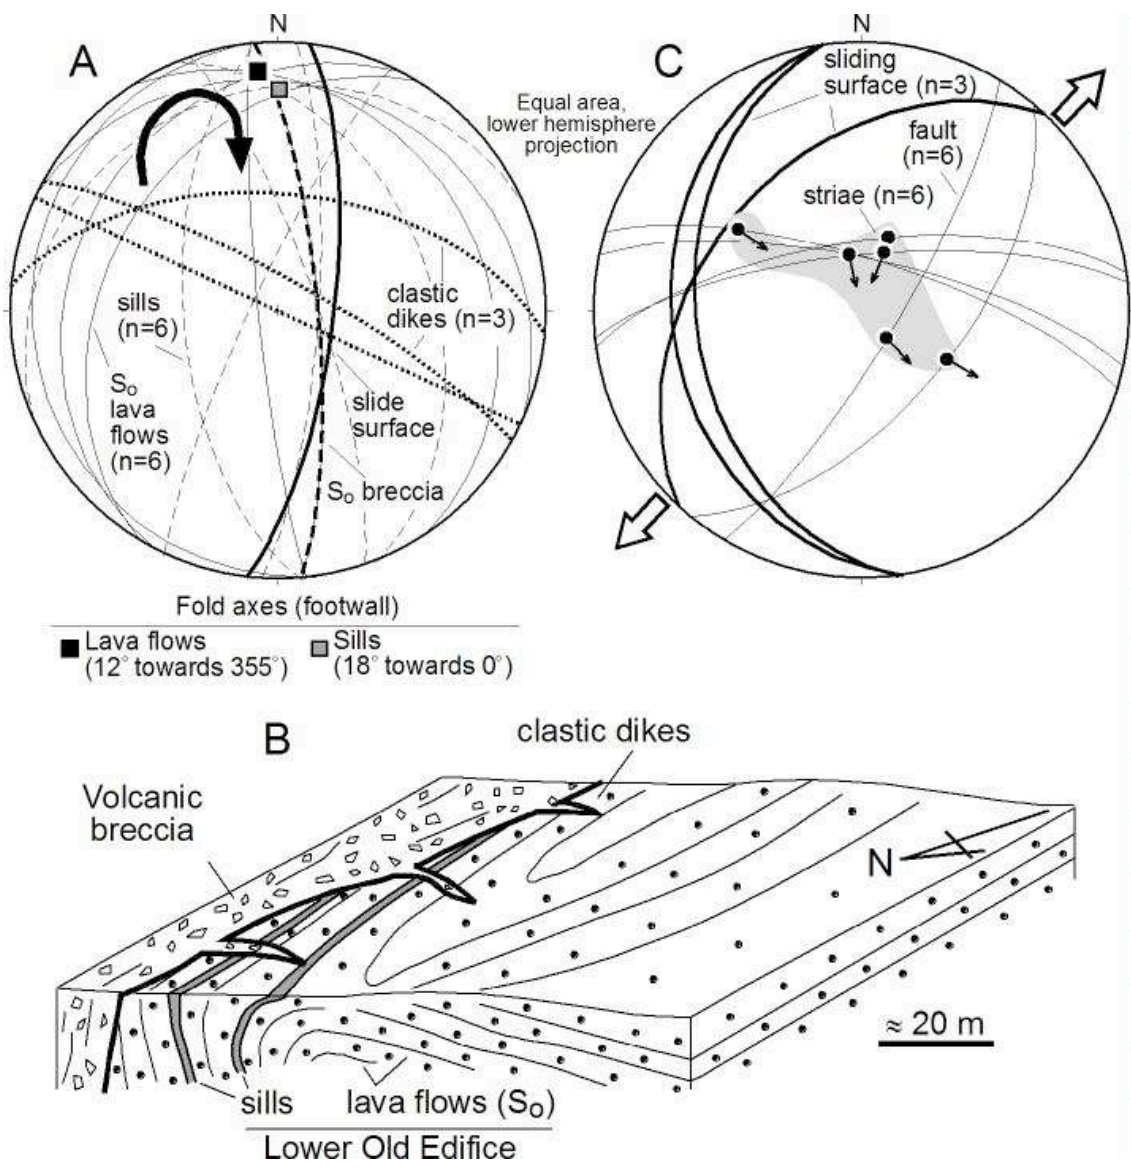 A
N
Equal area,
lower hemisphere
projection
sills
(n=6)
So
lava
flows
(n=6)
clastic
dikes (n=3)
slide
surface
So breccia
Fold axes (footwall)
Lava flows
(12° towards 355°)
Sills
(18° towards 0°)
C
N
sliding
surface (n=3)
fault
(n=6)
striae (n=6)
B
clastic dikes
Volcanic
breccia
N
≈ 20 m
sills
lava flows (So)
Lower Old Edifice